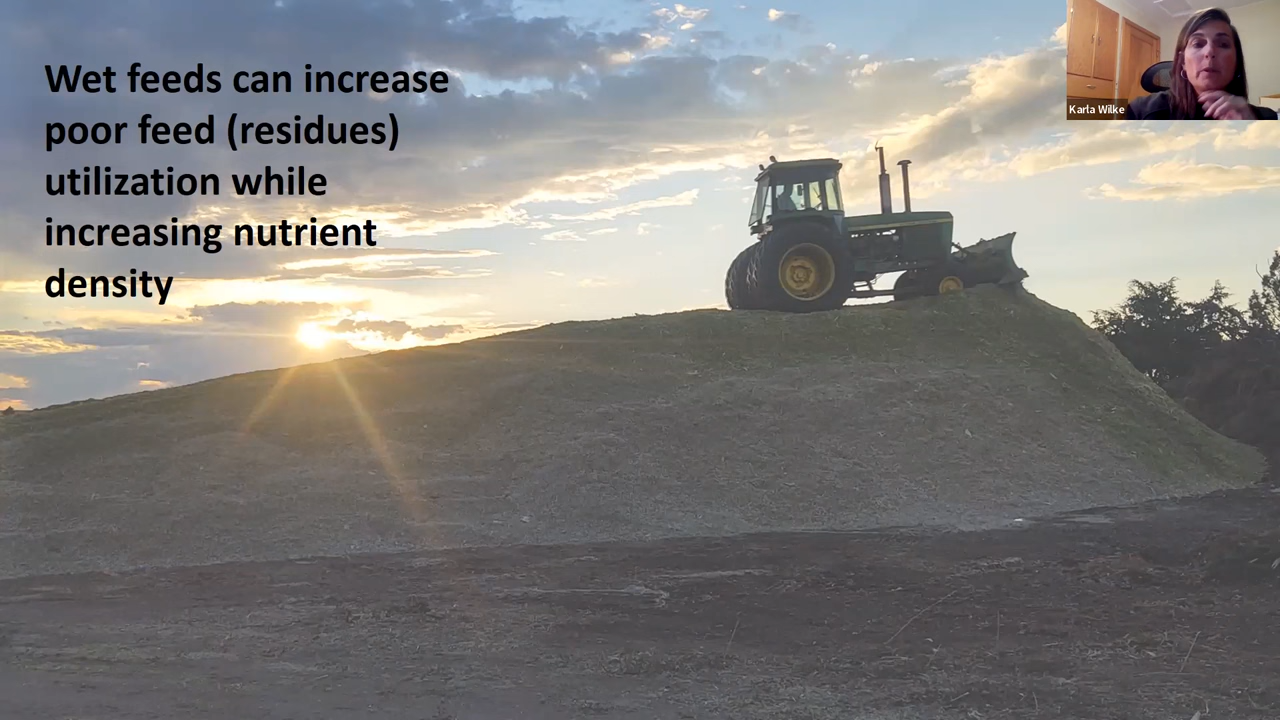 Wet feeds can increase
poor feed (residues)
utilization while
increasing nutrient
density
Karla Wilke